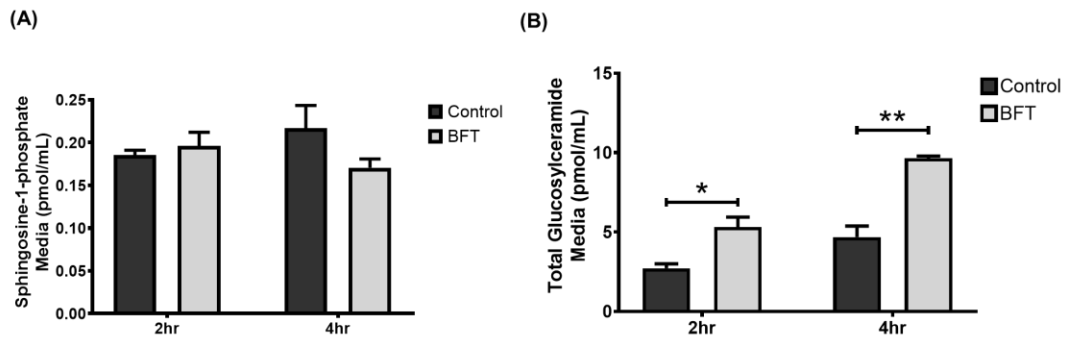 (A)
Sphingosine-1-phosphate
Media (pmol/mL)
0.25
0.20
0.15
0.10
0.05
0.00
2hr
4hr
Control
BFT
(B)
Total Glucosylceramide
Media (pmol/mL)
15
10
5
0
*
**
2hr
4hr
Control
BFT